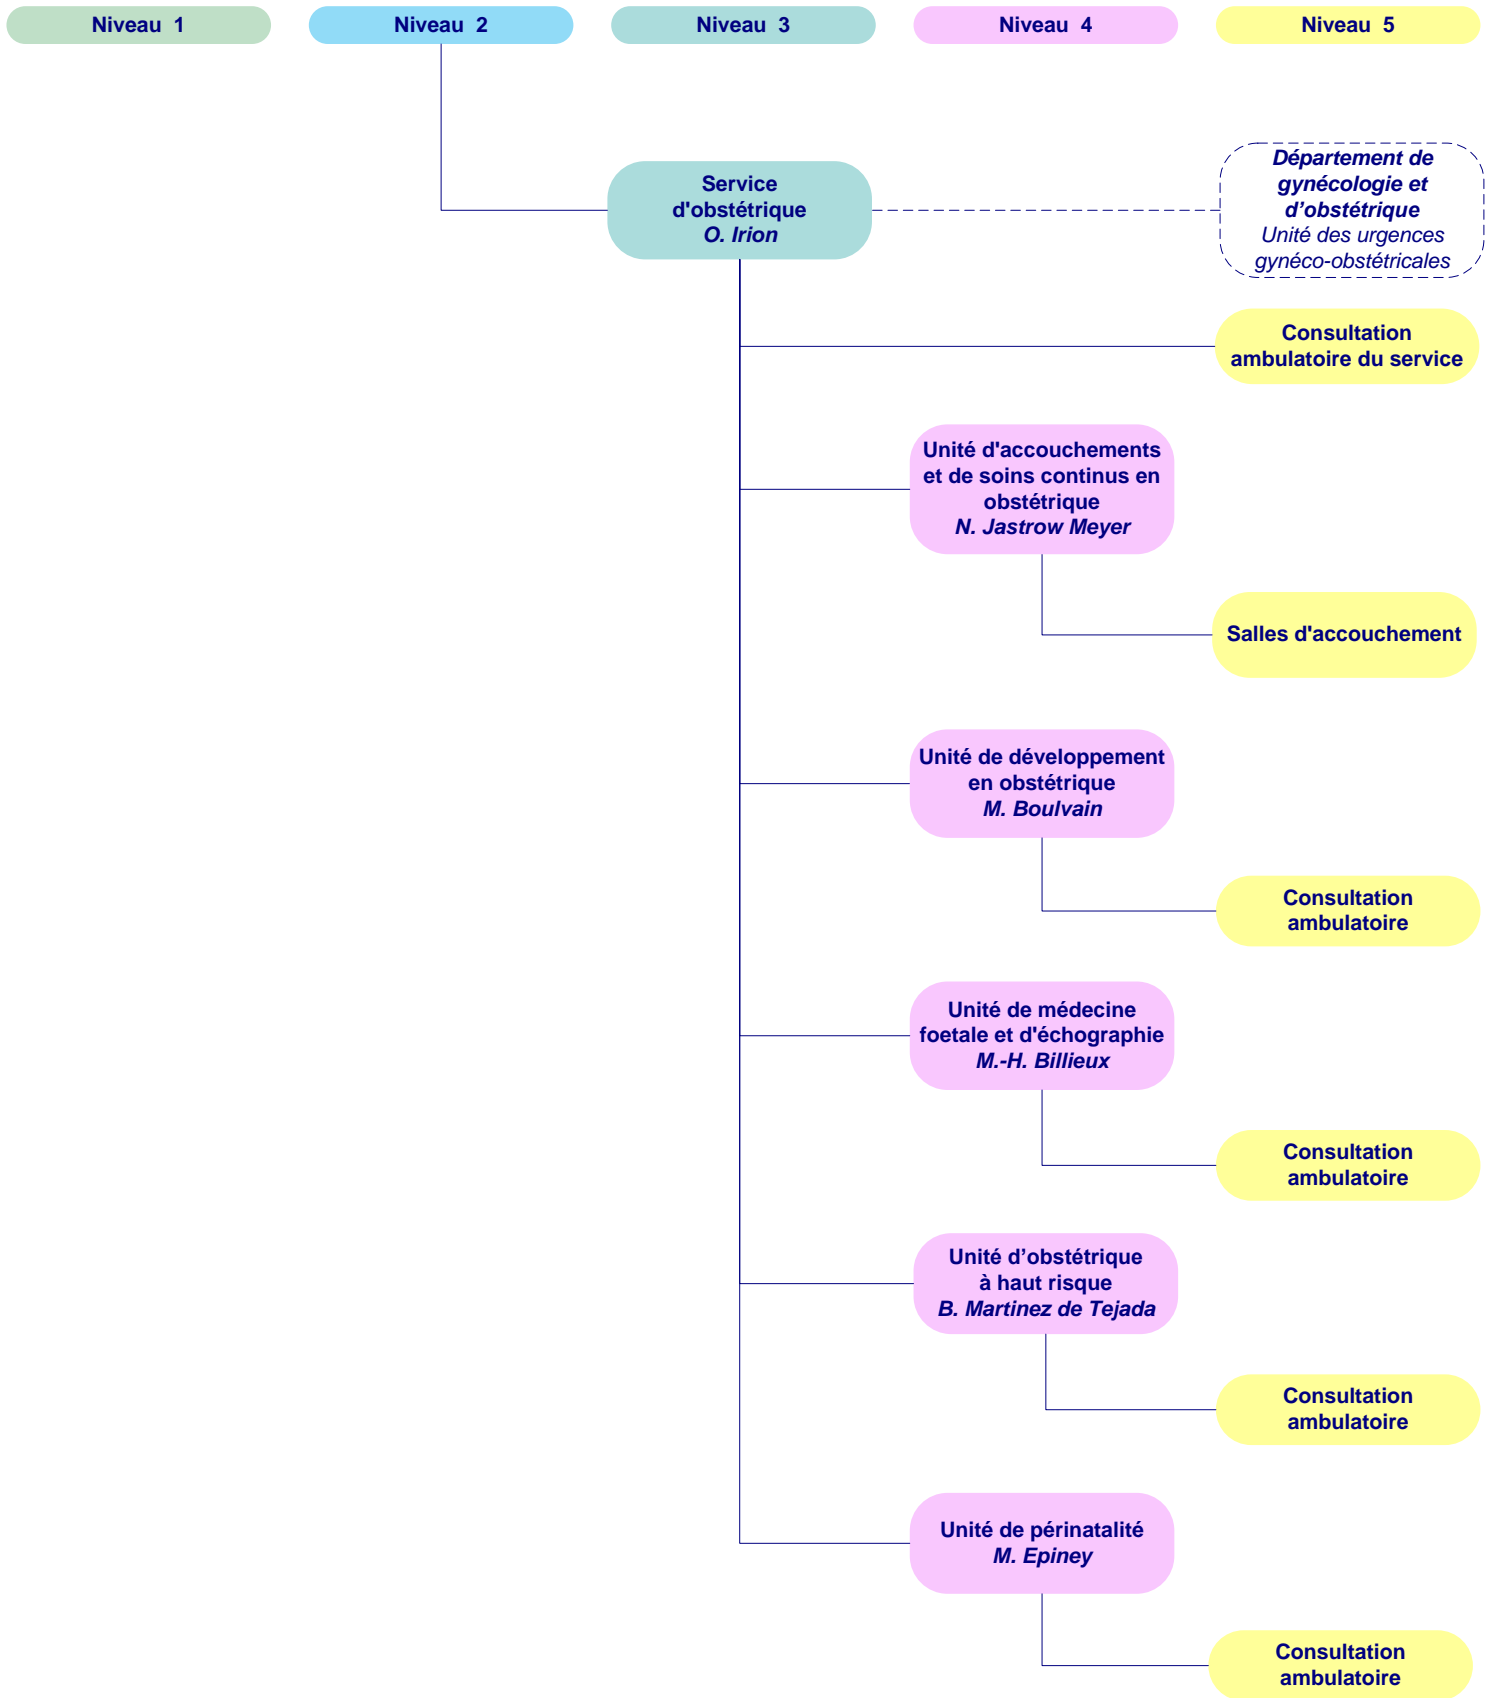 Niveau 1
Niveau 2
Niveau 3
Niveau 4
Niveau 5
Service
d'obstétrique
O. Irion
Département de
gynécologie et
d’obstétrique
Unité des urgences
gynéco-obstétricales
Consultation
ambulatoire du service
Unité d'accouchements
et de soins continus en
obstétrique
N. Jastrow Meyer
Salles d'accouchement
Unité de développement
en obstétrique
M. Boulvain
Consultation
ambulatoire
Unité de médecine
foetale et d'échographie
M.-H. Billieux
Consultation
ambulatoire
Unité d’obstétrique
à haut risque
B. Martinez de Tejada
Consultation
ambulatoire
Unité de périnatalité
M. Epiney
Consultation
ambulatoire